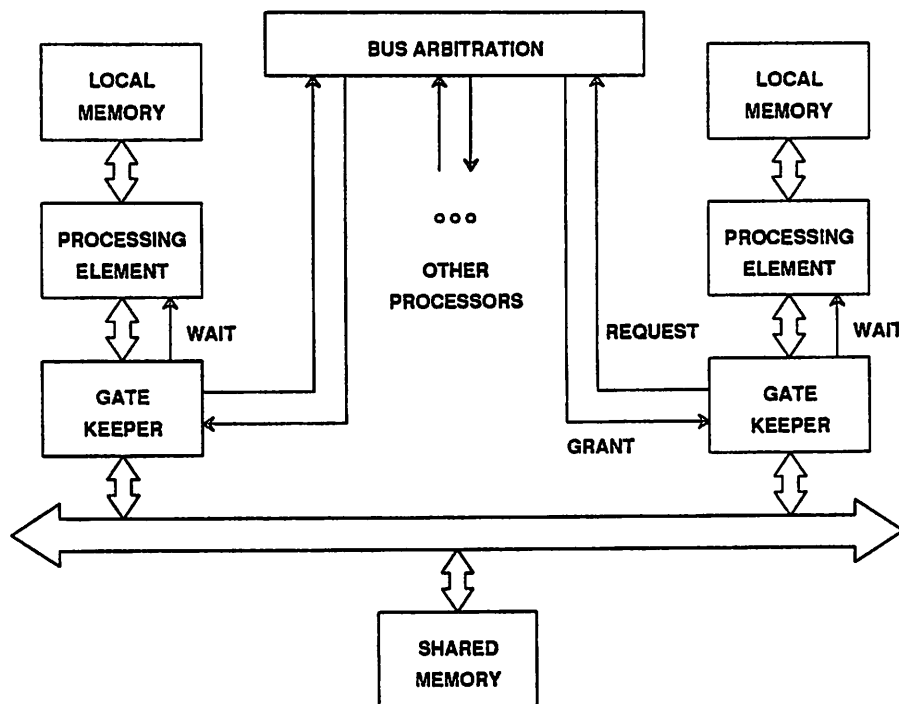 BUS ARBITRATION
LOCAL
MEMORY
LOCAL
MEMORY
PROCESSING
ELEMENT
OTHER
PROCESSORS
PROCESSING
ELEMENT
WAIT
REQUEST
WAIT
GATE
KEEPER
GRANT
GATE
KEEPER
SHARED
MEMORY